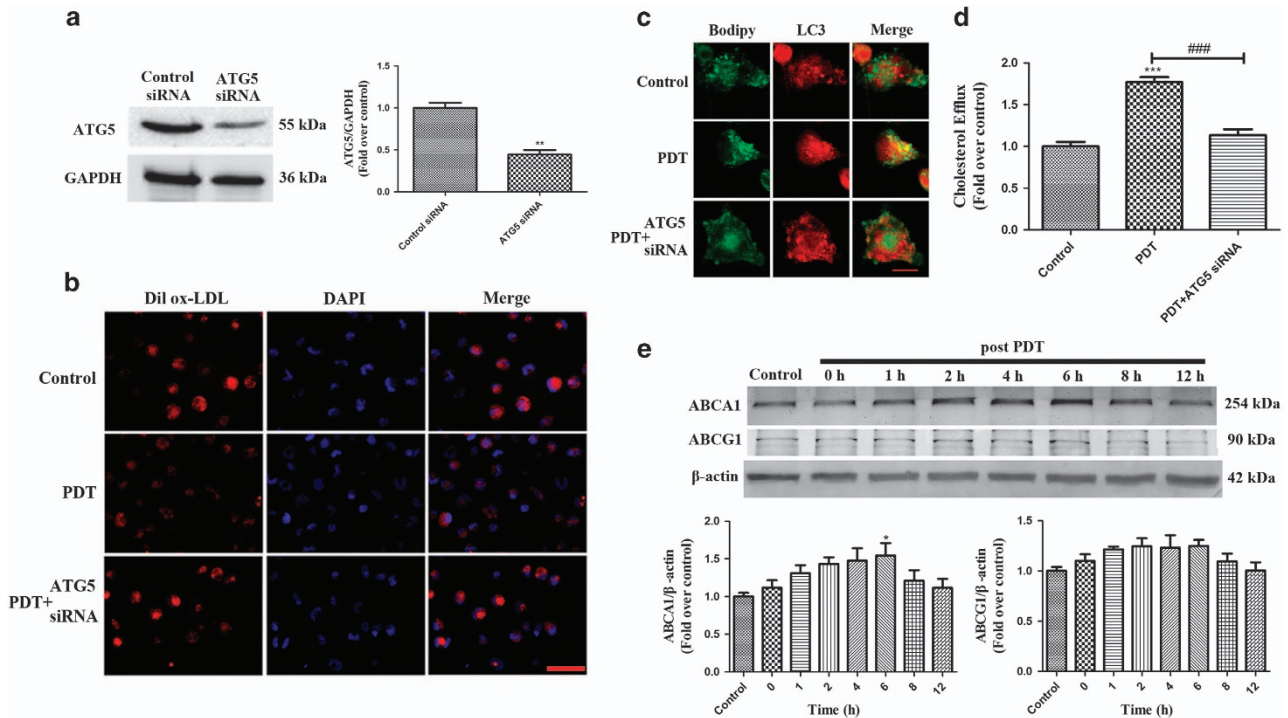 a
Control siRNA
ATG5 siRNA
ATG5
55 kDa
GAPDH
36 kDa
ATG5/GAPDH
(Fold over control)
1.5
1.0
0.5
0.0
**
Control siRNA
ATG5 siRNA
b
Dil ox-LDL
DAPI
Merge
Control
PDT
PDT+ ATG5 siRNA
c
Bodipy
LC3
Merge
Control
PDT
PDT+ ATG5 siRNA
d
Cholesterol Efflux
(Fold over control)
2.0
1.5
1.0
0.5
0.0
***
###
Control
PDT
PDT+ATG5 siRNA
e
post PDT
Control 0 h 1 h 2 h 4 h 6 h 8 h 12 h
ABCA1
254 kDa
ABCG1
90 kDa
β-actin
42 kDa
ABCA1/β -actin
(Fold over control)
2.0
1.5
1.0
0.5
0.0
*
Control 0 1 2 4 6 8 12
Time (h)
ABCG1/β -actin
(Fold over control)
1.5
1.0
0.5
0.0
Control 0 1 2 4 6 8 12
Time (h)